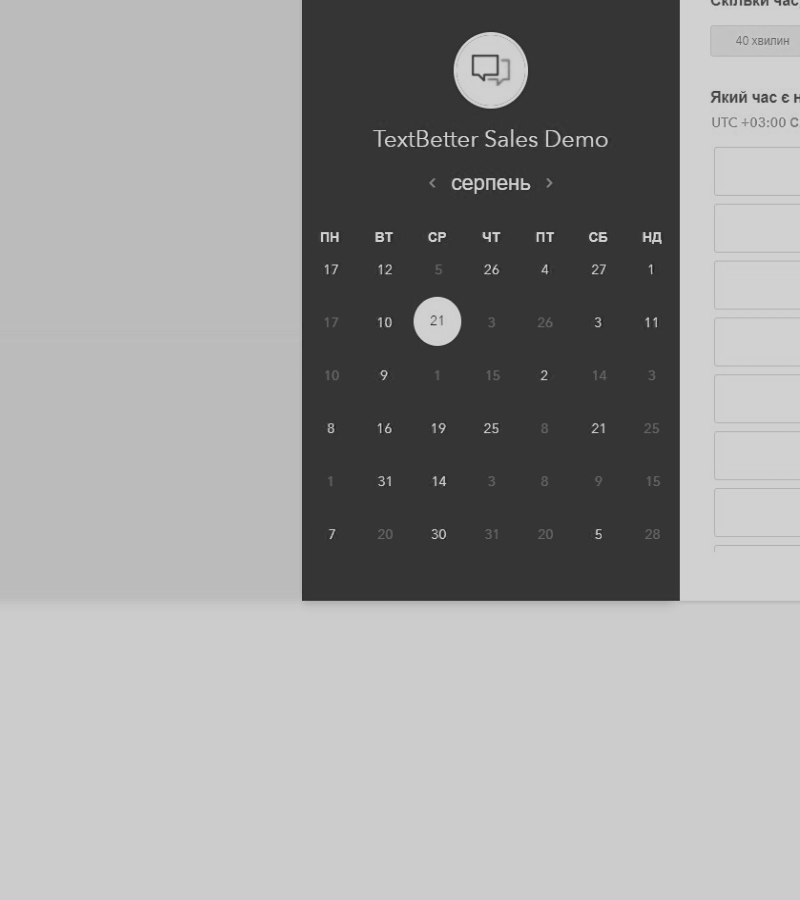 40 хвилин
TextBetter Sales Demo
Який час є
UTC +03:00
серпень
ПН ВТ СР ЧТ ПТ СБ НД
17 12 5 26 4 27 1
17 10 21 3 26 3 11
10 9 1 15 2 14 3
8 16 19 25 8 21 25
1 31 14 3 8 9 15
7 20 30 31 20 5 28